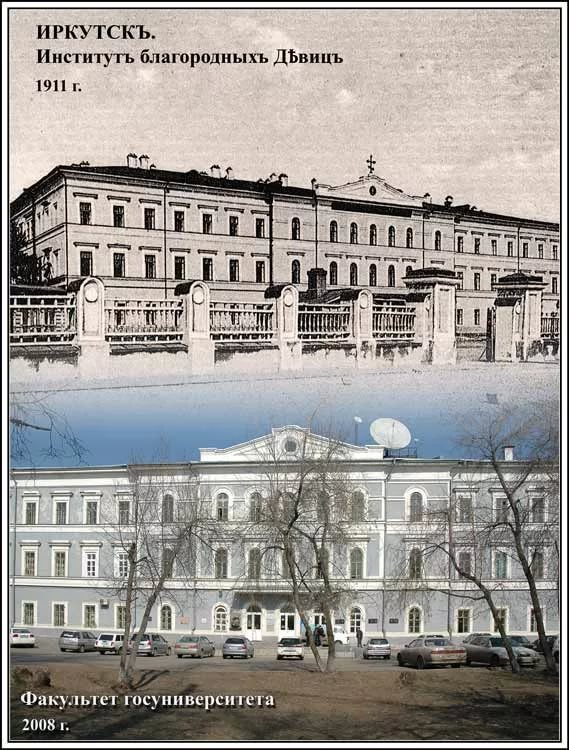 ИРКУТСКЪ.
Институтъ благородныхъ Дѣвицъ
1911 г.
Факультет госуниверситета
2008 г.